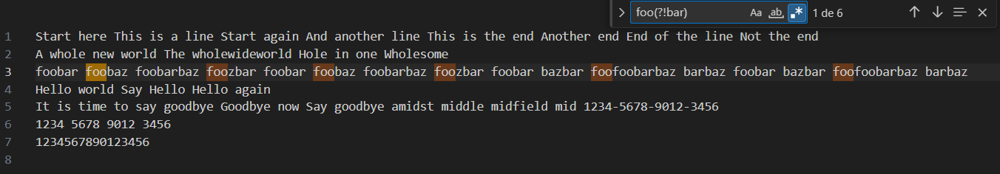 foo(?!bar) Aa ab .* 1 de 6
1 Start here This is a line Start again And another line This is the end Another end End of the line Not the end
2 A whole new world The wholewideworld Hole in one Wholesome
3 foobar foobaz foobarbaz foozbar foobar foobaz foobarbaz foozbar foobar bazbar foofoobarbaz barbaz foobar bazbar foofoobarbaz barbaz
4 Hello world Say Hello Hello again
5 It is time to say goodbye Goodbye now Say goodbye amidst middle midfield mid 1234-5678-9012-3456
6 1234 5678 9012 3456
7 1234567890123456
8